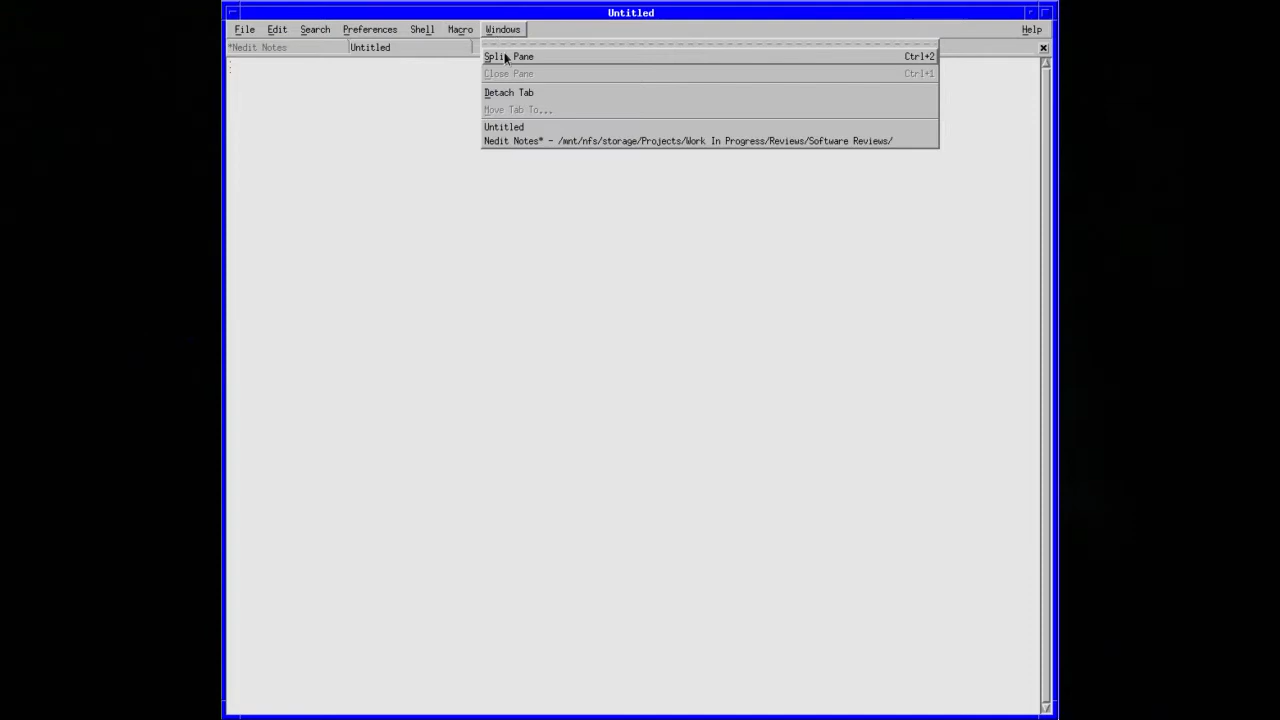 Untitled
File Edit Search Preferences Shell Macro Windows Help
*Nedit Notes Untitled
Split Pane Ctrl+2
Close Pane Ctrl+1
Detach Tab
Move Tab To...
Untitled
Nedit Notes* - /mnt/nfs/storage/Projects/Work In Progress/Reviews/Software Reviews/